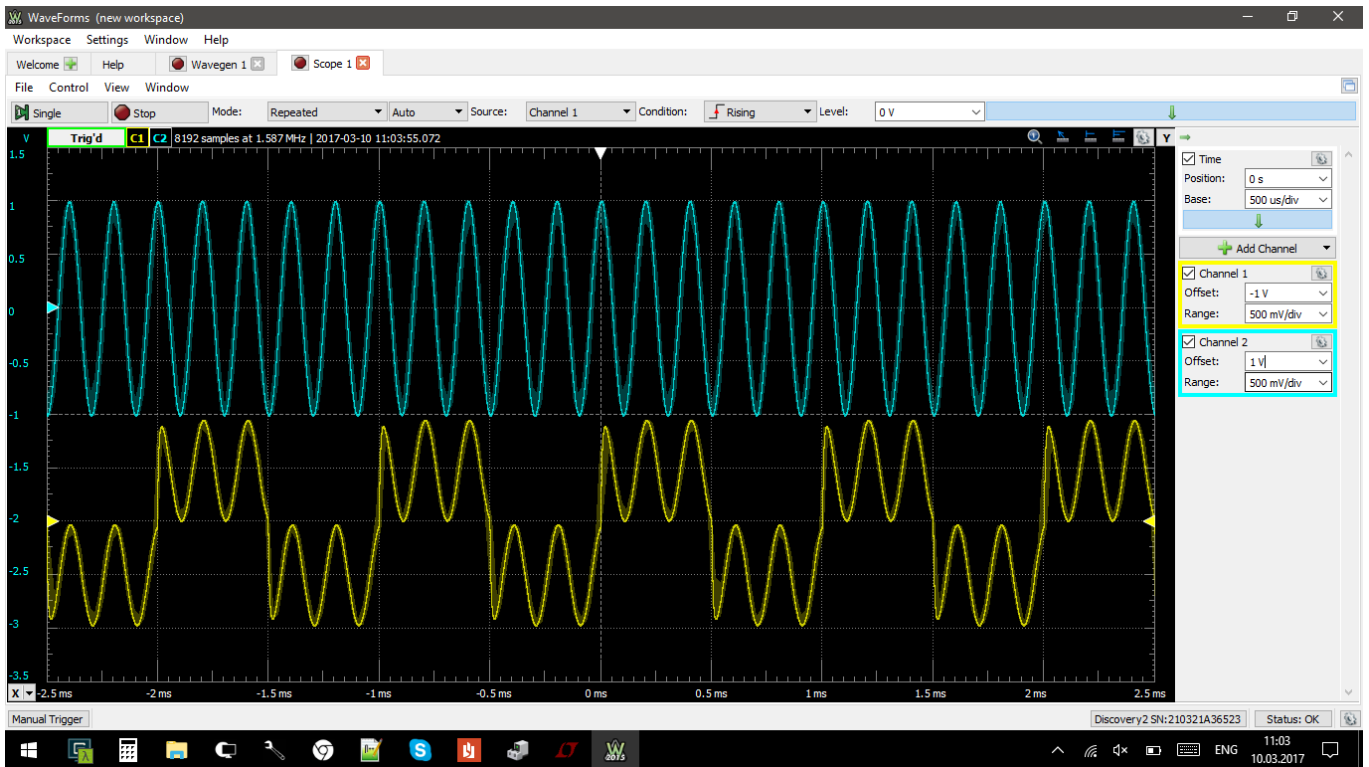 WaveForms (new workspace)
Workspace Settings Window Help
Welcome Help Wavegen 1 Scope 1
File Control View Window
Single Stop Mode: Repeated Auto Source: Channel 1 Condition: Rising Level: 0 V
V Trig'd C1 C2 8192 samples at 1.587 MHz | 2017-03-10 11:03:55.072 Y
1.5
1
0.5
0
-0.5
-1
-1.5
-2
-2.5
-3
-3.5
X -2.5 ms -2 ms -1.5 ms -1 ms -0.5 ms 0 ms 0.5 ms 1 ms 1.5 ms 2 ms 2.5 ms
Time
Position: 0 s
Base: 500 us/div
Add Channel
Channel 1
Offset: -1 V
Range: 500 mV/div
Channel 2
Offset: 1 V
Range: 500 mV/div
Manual Trigger Discovery2 SN:210321A36523 Status: OK
ENG 11:03
10.03.2017